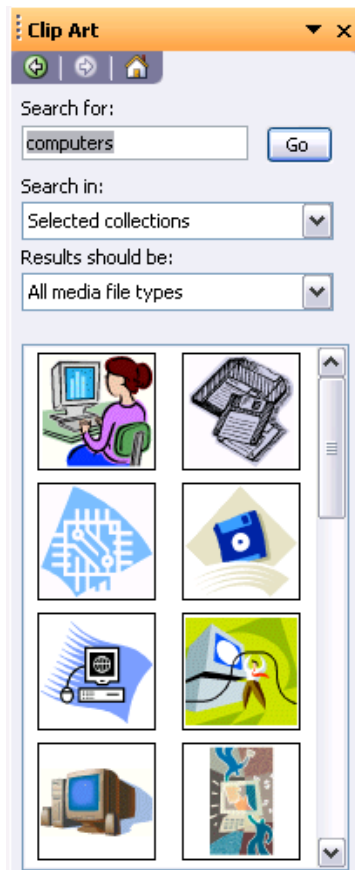 Clip Art
Search for:
computers
Go
Search in:
Selected collections
Results should be:
All media file types